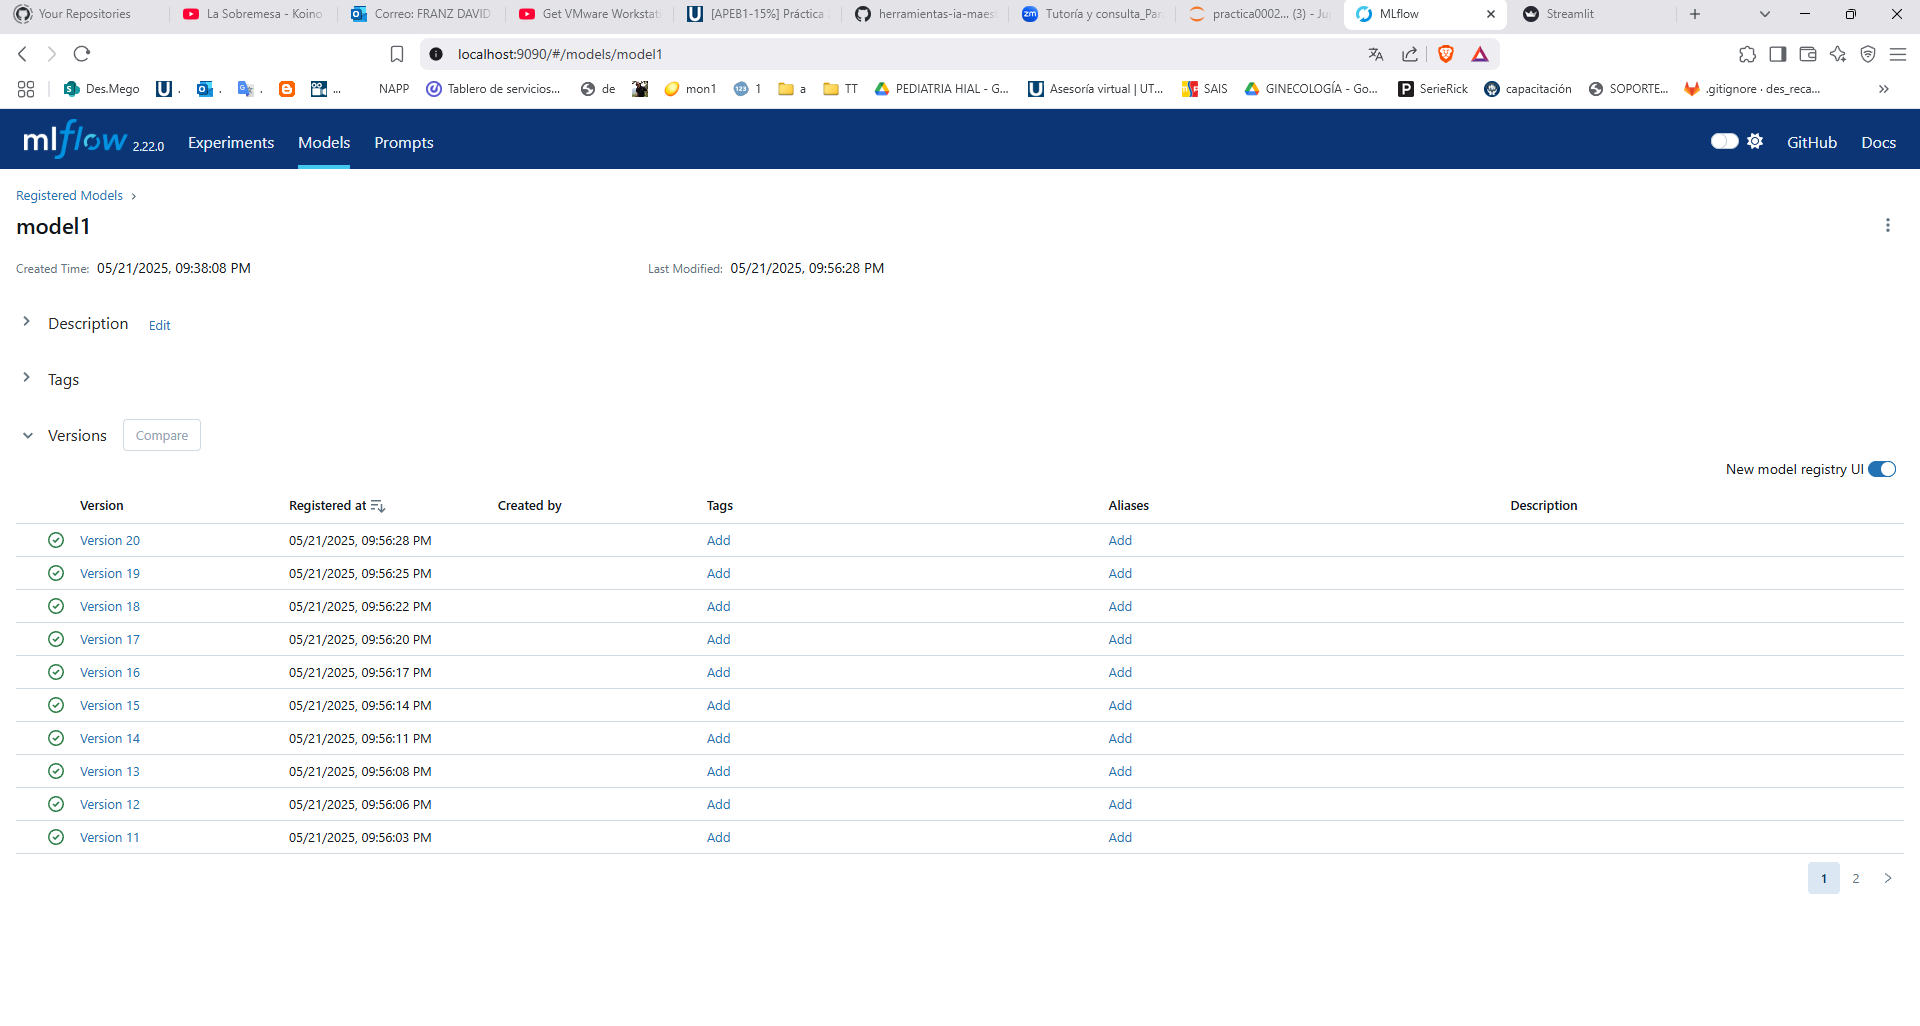 Your Repositories
La Sobremesa - Koino
Correo: FRANZ DAVID
Get VMware Workstati
[APEB1-15%] Práctica
herramientas-ia-maest
Tutoría y consulta_Par
practica0002... (3) - Ju
MLflow
Streamlit
localhost:9090/#/models/model1
Des.Mego
NAPP
Tablero de servicios...
de
mon1
1
a
TT
PEDIATRIA HIAL - G...
Asesoría virtual | UT...
SAIS
GINECOLOGÍA - Go...
SerieRick
capacitación
SOPORTE...
.gitignore · des_reca...
mlflow 2.22.0
Experiments
Models
Prompts
GitHub
Docs
Registered Models
model1
Created Time: 05/21/2025, 09:38:08 PM
Last Modified: 05/21/2025, 09:56:28 PM
Description Edit
Tags
Versions Compare
New model registry UI
Version Registered at Created by Tags Aliases Description
Version 20 05/21/2025, 09:56:28 PM Add Add
Version 19 05/21/2025, 09:56:25 PM Add Add
Version 18 05/21/2025, 09:56:22 PM Add Add
Version 17 05/21/2025, 09:56:20 PM Add Add
Version 16 05/21/2025, 09:56:17 PM Add Add
Version 15 05/21/2025, 09:56:14 PM Add Add
Version 14 05/21/2025, 09:56:11 PM Add Add
Version 13 05/21/2025, 09:56:08 PM Add Add
Version 12 05/21/2025, 09:56:06 PM Add Add
Version 11 05/21/2025, 09:56:03 PM Add Add
1 2